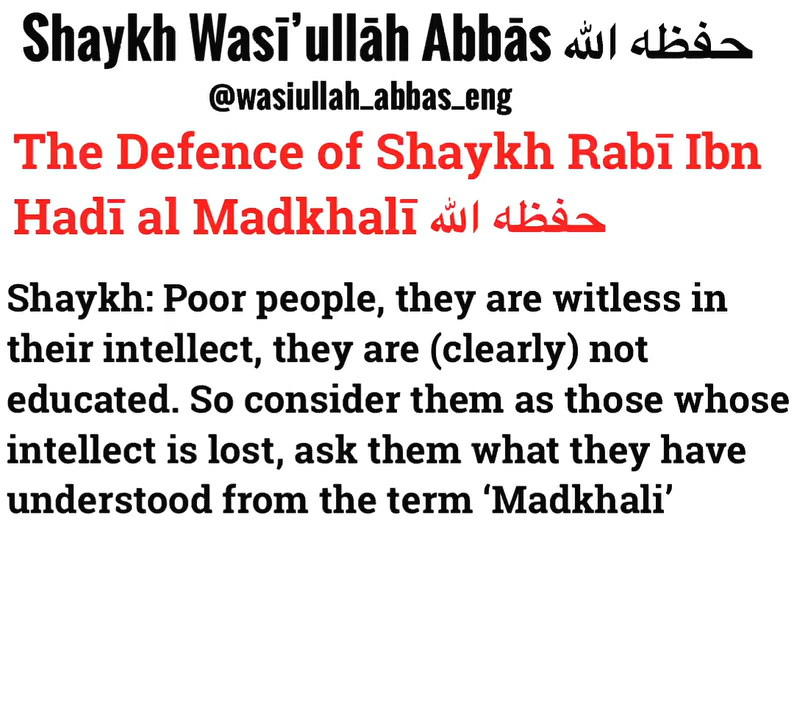 Shaykh Wasī’ullāh Abbās حفظه الله
@wasiullah_abbas_eng
The Defence of Shaykh Rabī Ibn
Hadī al Madkhalī حفظه الله
Shaykh: Poor people, they are witless in
their intellect, they are (clearly) not
educated. So consider them as those whose
intellect is lost, ask them what they have
understood from the term ‘Madkhali’